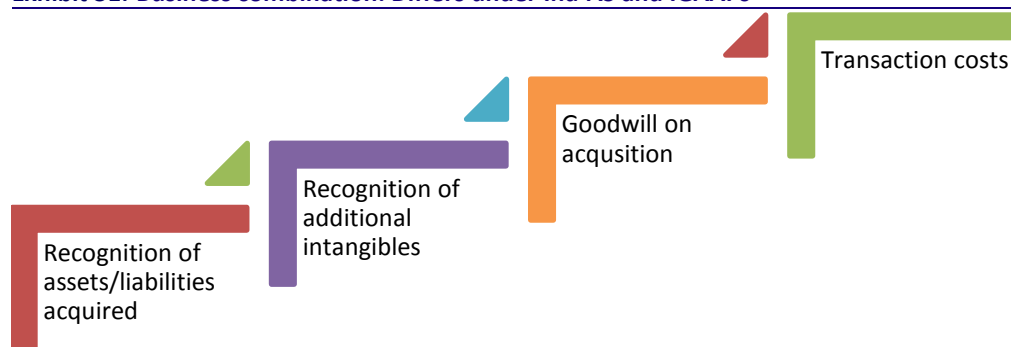 Transaction costs
Goodwill on
acqusition
Recognition of
additional
intangibles
Recognition of
assets/liabilities
acquired